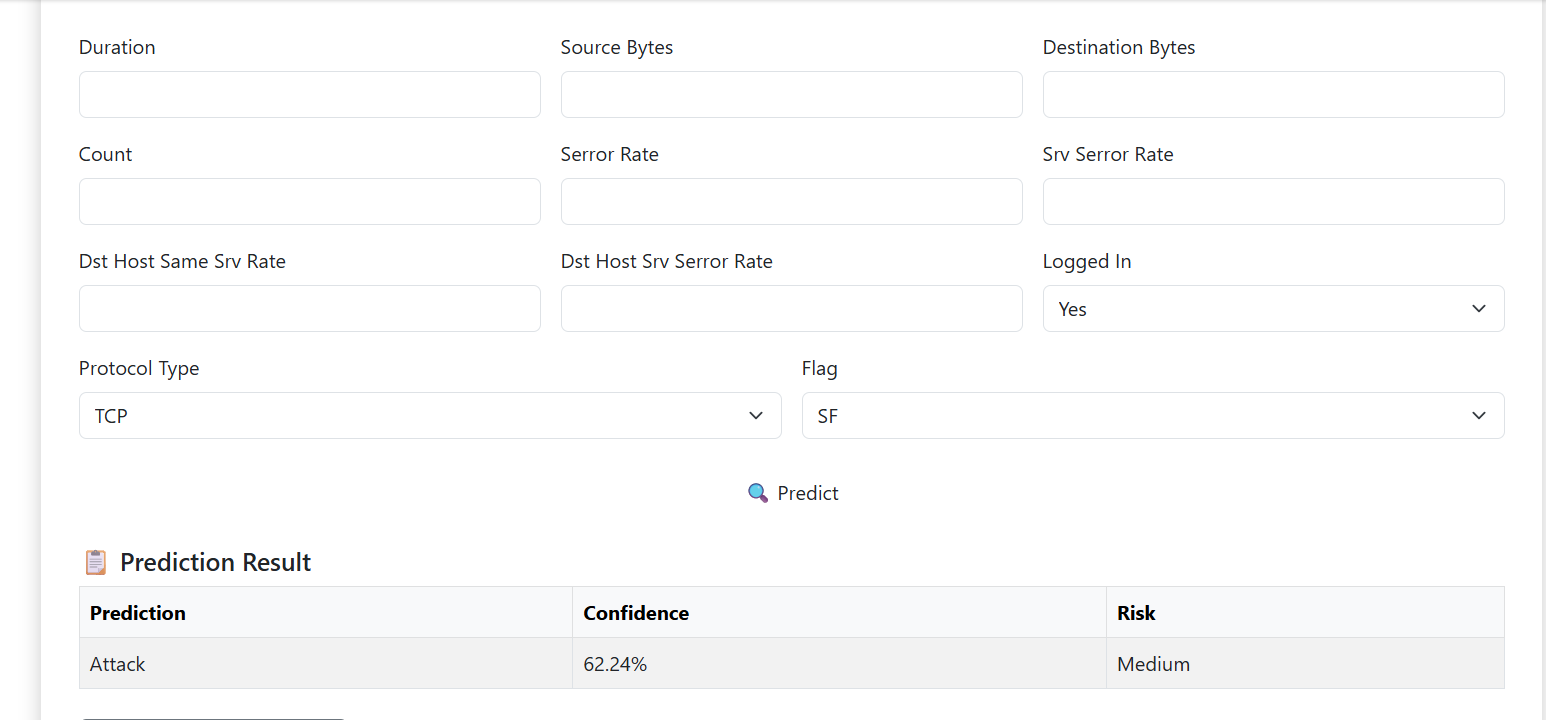 Duration Source Bytes Destination Bytes
Count Serror Rate Srv Serror Rate
Dst Host Same Srv Rate Dst Host Srv Serror Rate Logged In
Yes
Protocol Type Flag
TCP SF
🔍 Predict
📋 Prediction Result
Prediction Confidence Risk
Attack 62.24% Medium